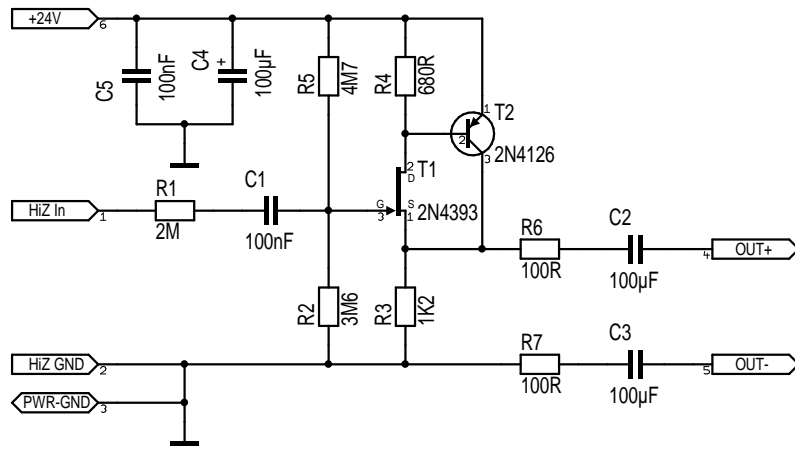 +24V
6
C5
100nF
C4
+
100µF
R5
4M7
R4
680R
1
T2
2
3
2N4126
2
D
T1
G
3
S
1
2N4393
HiZ In
1
R1
2M
C1
100nF
R6
100R
C2
100µF
OUT+
4
R2
3M6
R3
1K2
HiZ GND
2
R7
100R
C3
100µF
OUT-
5
PWR-GND
3